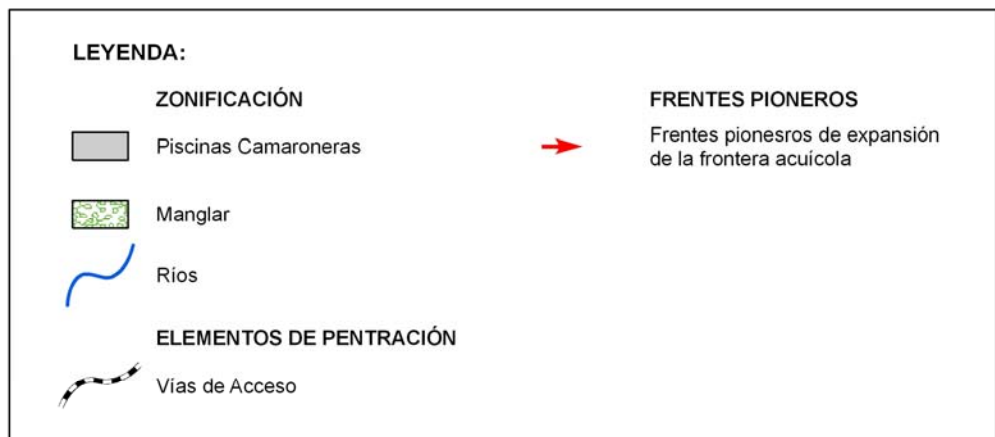 LEYENDA:
ZONIFICACIÓN
Piscinas Camaroneras
Manglar
Ríos
ELEMENTOS DE PENTRACIÓN
Vías de Acceso
FRENTES PIONEROS
Frentes pionesros de expansión
de la frontera acuícola